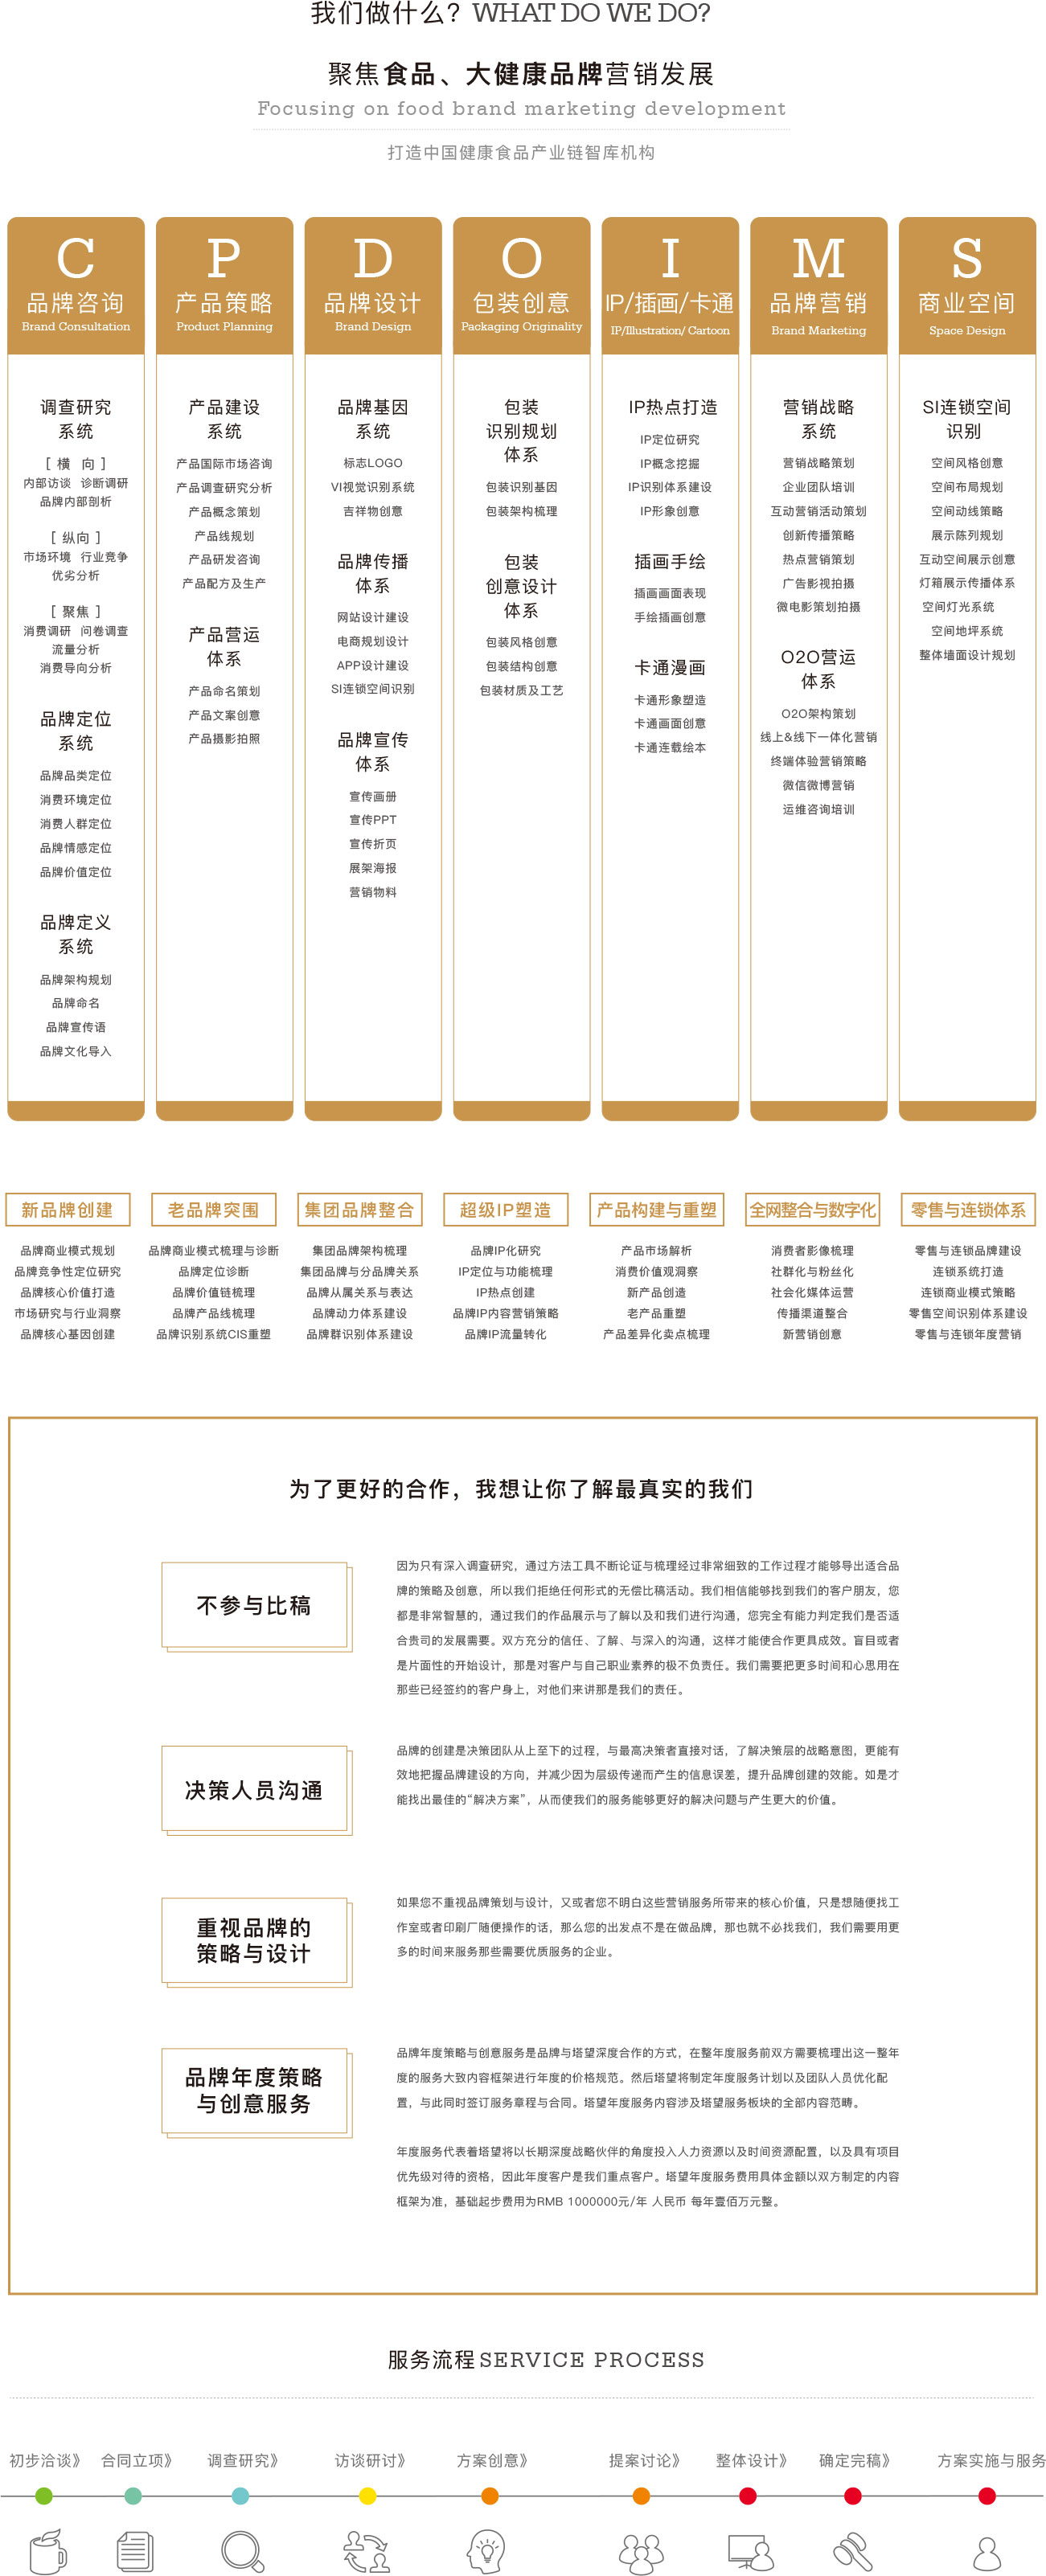 我们做什么？WHAT DO WE DO?
聚焦食品、大健康品牌营销发展
Focusing on food brand marketing development
打造中国健康食品产业链智库机构
C
品牌咨询
Brand Consultation
调查研究
系统
[ 横 向 ]
内部访谈 诊断调研
品牌内部剖析
[ 纵向 ]
市场环境 行业竞争
优劣分析
[ 聚焦 ]
消费调研 问卷调查
流量分析
消费导向分析
品牌定位
系统
品牌品类定位
消费环境定位
消费人群定位
品牌情感定位
品牌价值定位
品牌定义
系统
品牌架构规划
品牌命名
品牌宣传语
品牌文化导入
P
产品策略
Product Planning
产品建设
系统
产品国际市场咨询
产品调查研究分析
产品概念策划
产品线规划
产品研发咨询
产品配方及生产
产品营运
体系
产品命名策划
产品文案创意
产品摄影拍照
D
品牌设计
Brand Design
品牌基因
系统
标志LOGO
VI视觉识别系统
吉祥物创意
品牌传播
体系
网站设计建设
电商规划设计
APP设计建设
SI连锁空间识别
品牌宣传
体系
宣传画册
宣传PPT
宣传折页
展架海报
营销物料
O
包装创意
Packaging Originality
包装
识别规划
体系
包装识别基因
包装架构梳理
包装
创意设计
体系
包装风格创意
包装结构创意
包装材质及工艺
I
IP/插画/卡通
IP/Illustration/ Cartoon
IP热点打造
IP定位研究
IP概念挖掘
IP识别体系建设
IP形象创意
插画手绘
插画画面表现
手绘插画创意
卡通漫画
卡通形象塑造
卡通画面创意
卡通连载绘本
M
品牌营销
Brand Marketing
营销战略
系统
营销战略策划
企业团队培训
互动营销活动策划
创新传播策略
热点营销策划
广告影视拍摄
微电影策划拍摄
O2O营运
体系
O2O架构策划
线上&线下一体化营销
终端体验营销策略
微信微博营销
运维咨询培训
S
商业空间
Space Design
SI连锁空间
识别
空间风格创意
空间布局规划
空间动线策略
展示陈列规划
互动空间展示创意
灯箱展示传播体系
空间灯光系统
空间地坪系统
整体墙面设计规划
新品牌创建
品牌商业模式规划
品牌竞争性定位研究
品牌核心价值打造
市场研究与行业洞察
品牌核心基因创建
老品牌突围
品牌商业模式梳理与诊断
品牌定位诊断
品牌价值链梳理
品牌产品线梳理
品牌识别系统CIS重塑
集团品牌整合
集团品牌架构梳理
集团品牌与分品牌关系
品牌从属关系与表达
品牌动力体系建设
品牌群识别体系建设
超级IP塑造
品牌IP化研究
IP定位与功能梳理
IP热点创建
品牌IP内容营销策略
品牌IP流量转化
产品构建与重塑
产品市场解析
消费价值观洞察
新产品创造
老产品重塑
产品差异化卖点梳理
全网整合与数字化
消费者影像梳理
社群化与粉丝化
社会化媒体运营
传播渠道整合
新营销创意
零售与连锁体系
零售与连锁品牌建设
连锁系统打造
连锁商业模式策略
零售空间识别体系建设
零售与连锁年度营销
为了更好的合作，我想让你了解最真实的我们
不参与比稿
因为只有深入调查研究，通过方法工具不断论证与梳理经过非常细致的工作过程才能够导出适合品
牌的策略及创意，所以我们拒绝任何形式的无偿比稿活动。我们相信能够找到我们的客户朋友，您
都是非常智慧的，通过我们的作品展示与了解以及和我们进行沟通，您完全有能力判定我们是否适
合贵司的发展需要。双方充分的信任、了解、与深入的沟通，这样才能使合作更具成效。盲目或者
是片面性的开始设计，那是对客户与自己职业素养的极不负责任。我们需要把更多时间和心思用在
那些已经签约的客户身上，对他们来讲那是我们的责任。
决策人员沟通
品牌的创建是决策团队从上至下的过程，与最高决策者直接对话，了解决策层的战略意图，更能有
效地把握品牌建设的方向，并减少因为层级传递而产生的信息误差，提升品牌创建的效能。如是才
能找出最佳的“解决方案”，从而使我们的服务能够更好的解决问题与产生更大的价值。
重视品牌的
策略与设计
如果您不重视品牌策划与设计，又或者您不明白这些营销服务所带来的核心价值，只是想随便找工
作室或者印刷厂随便操作的话，那么您的出发点不是在做品牌，那也就不必找我们，我们需要用更
多的时间来服务那些需要优质服务的企业。
品牌年度策略
与创意服务
品牌年度策略与创意服务是品牌与塔望深度合作的方式，在整年度服务前双方需要梳理出这一整年
度的服务大致内容框架进行年度的价格规范。然后塔望将制定年度服务计划以及团队人员优化配
置，与此同时签订服务章程与合同。塔望年度服务内容涉及塔望服务板块的全部内容范畴。
年度服务代表着塔望将以长期深度战略伙伴的角度投入人力资源以及时间资源配置，以及具有项目
优先级对待的资格，因此年度客户是我们重点客户。塔望年度服务费用具体金额以双方制定的内容
框架为准，基础起步费用为RMB 1000000元/年 人民币 每年壹佰万元整。
服务流程 SERVICE PROCESS
初步洽谈》 合同立项》 调查研究》 访谈研讨》 方案创意》 提案讨论》 整体设计》 确定完稿》 方案实施与服务